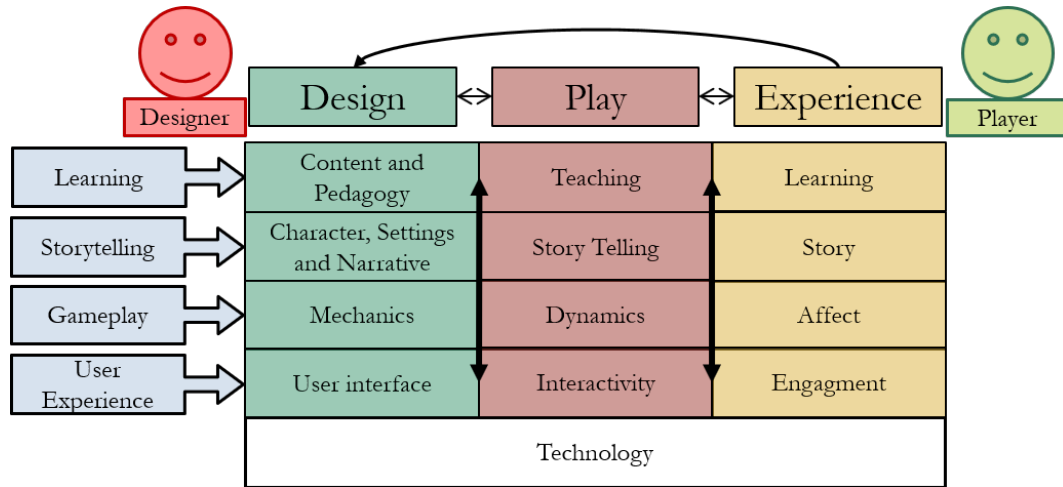 Designer
Design
Play
Experience
Player
Learning
Content and
Pedagogy
Teaching
Learning
Storytelling
Character, Settings
and Narrative
Story Telling
Story
Gameplay
Mechanics
Dynamics
Affect
User
Experience
User interface
Interactivity
Engagment
Technology